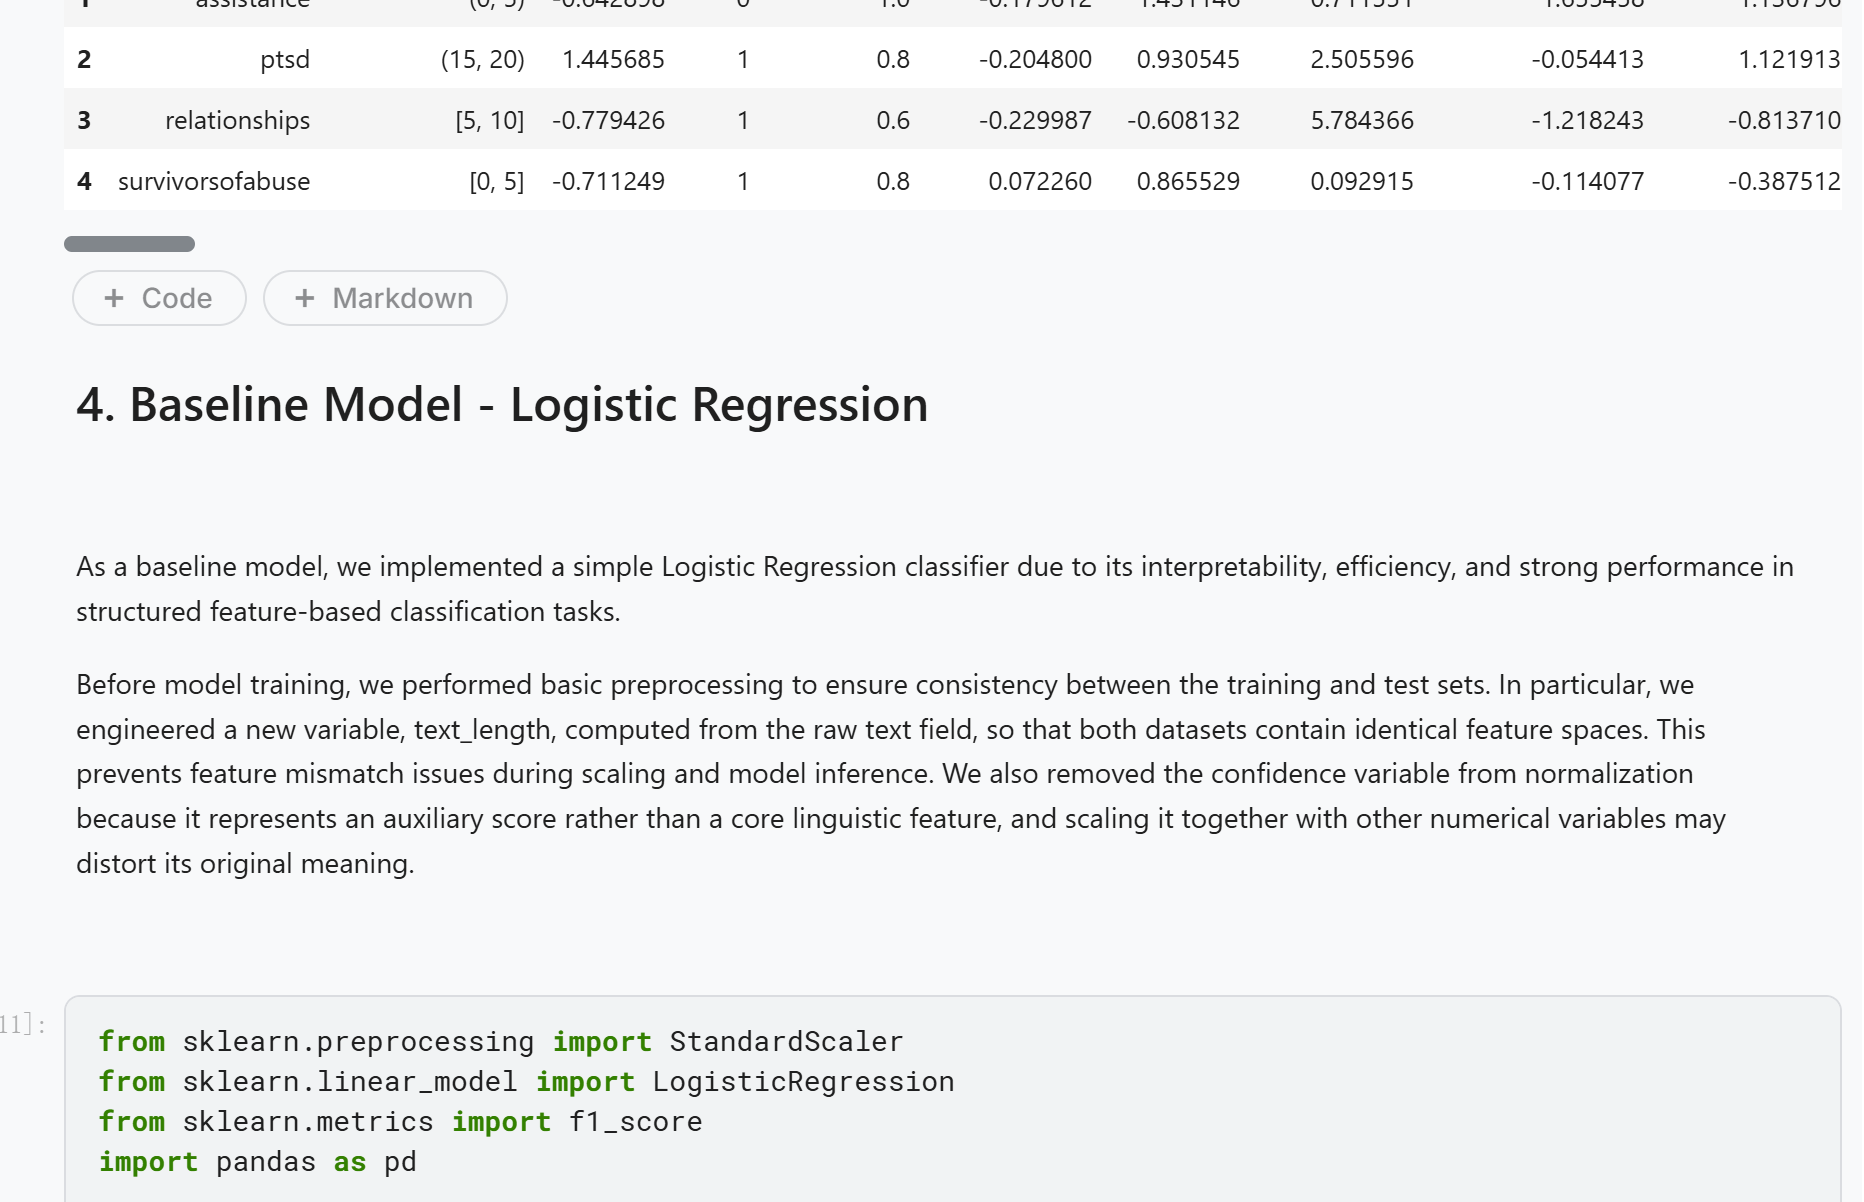 2 ptsd (15, 20) 1.445685 1 0.8 -0.204800 0.930545 2.505596 -0.054413 1.121913
3 relationships [5, 10] -0.779426 1 0.6 -0.229987 -0.608132 5.784366 -1.218243 -0.813710
4 survivorsofabuse [0, 5] -0.711249 1 0.8 0.072260 0.865529 0.092915 -0.114077 -0.387512
+ Code + Markdown
4. Baseline Model - Logistic Regression
As a baseline model, we implemented a simple Logistic Regression classifier due to its interpretability, efficiency, and strong performance in
structured feature-based classification tasks.
Before model training, we performed basic preprocessing to ensure consistency between the training and test sets. In particular, we
engineered a new variable, text_length, computed from the raw text field, so that both datasets contain identical feature spaces. This
prevents feature mismatch issues during scaling and model inference. We also removed the confidence variable from normalization
because it represents an auxiliary score rather than a core linguistic feature, and scaling it together with other numerical variables may
distort its original meaning.
11]:
from sklearn.preprocessing import StandardScaler
from sklearn.linear_model import LogisticRegression
from sklearn.metrics import f1_score
import pandas as pd